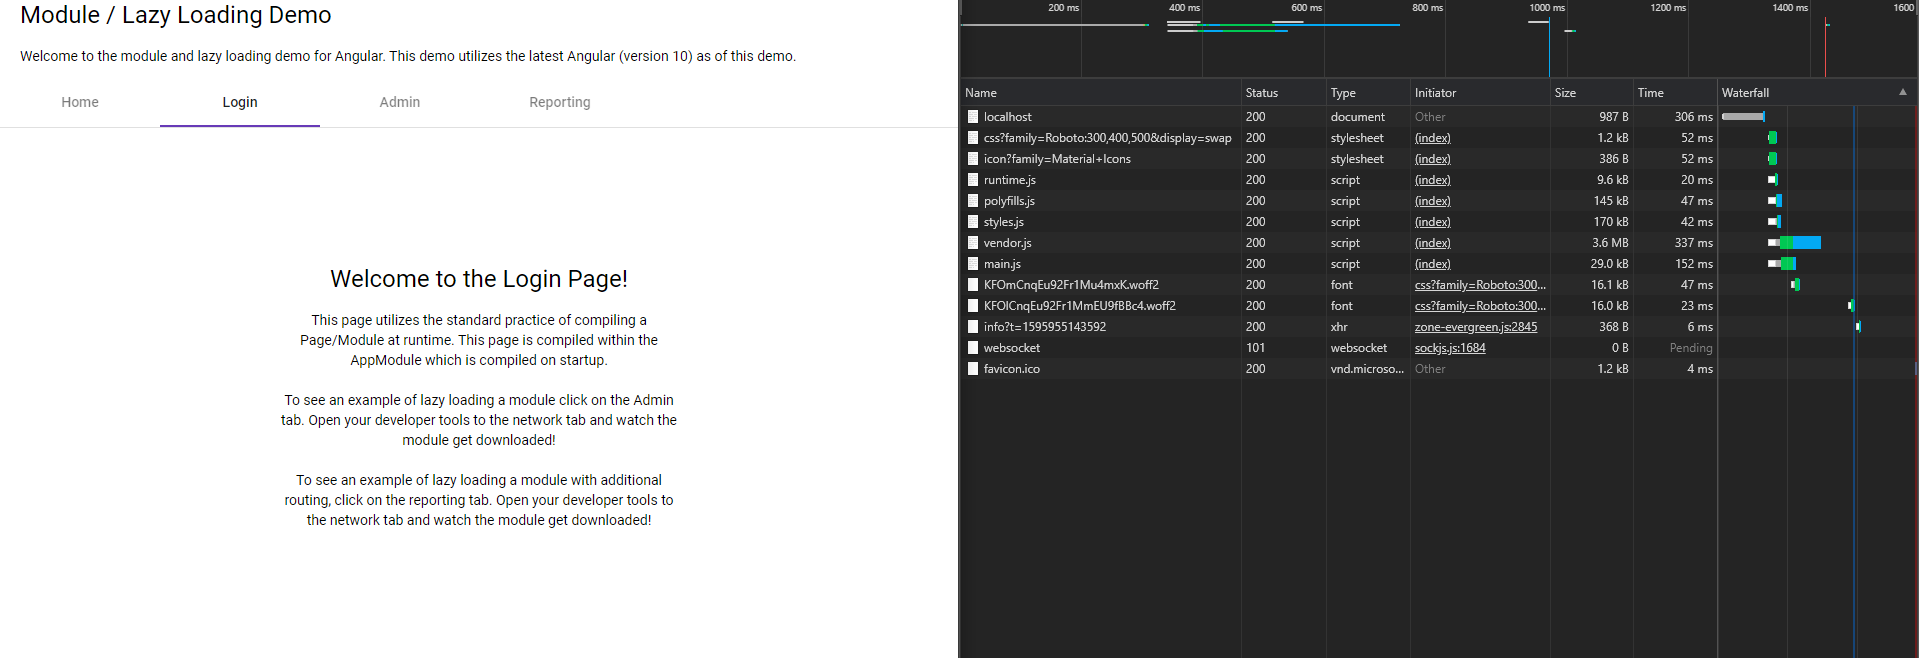 Module / Lazy Loading Demo
Welcome to the module and lazy loading demo for Angular. This demo utilizes the latest Angular (version 10) as of this demo.
Home Login Admin Reporting
Welcome to the Login Page!
This page utilizes the standard practice of compiling a
Page/Module at runtime. This page is compiled within the
AppModule which is compiled on startup.
To see an example of lazy loading a module click on the Admin
tab. Open your developer tools to the network tab and watch the
module get downloaded!
To see an example of lazy loading a module with additional
routing, click on the reporting tab. Open your developer tools to
the network tab and watch the module get downloaded!
200 ms 400 ms 600 ms 800 ms 1000 ms 1200 ms 1400 ms 1600
Name Status Type Initiator Size Time Waterfall
localhost 200 document Other 987 B 306 ms
css?family=Roboto:300,400,500&display=swap 200 stylesheet (index) 1.2 kB 52 ms
icon?family=Material+Icons 200 stylesheet (index) 386 B 52 ms
runtime.js 200 script (index) 9.6 kB 20 ms
polyfills.js 200 script (index) 145 kB 47 ms
styles.js 200 script (index) 170 kB 42 ms
vendor.js 200 script (index) 3.6 MB 337 ms
main.js 200 script (index) 29.0 kB 152 ms
KFOmCnqEu92Fr1Mu4mxK.woff2 200 font css?family=Roboto:300... 16.1 kB 47 ms
KFOlCnqEu92Fr1MmEU9fBBc4.woff2 200 font css?family=Roboto:300... 16.0 kB 23 ms
info?t=1595955143592 200 xhr zone-evergreen.js:2845 368 B 6 ms
websocket 101 websocket sockjs.js:1684 0 B Pending
favicon.ico 200 vnd.microso... Other 1.2 kB 4 ms